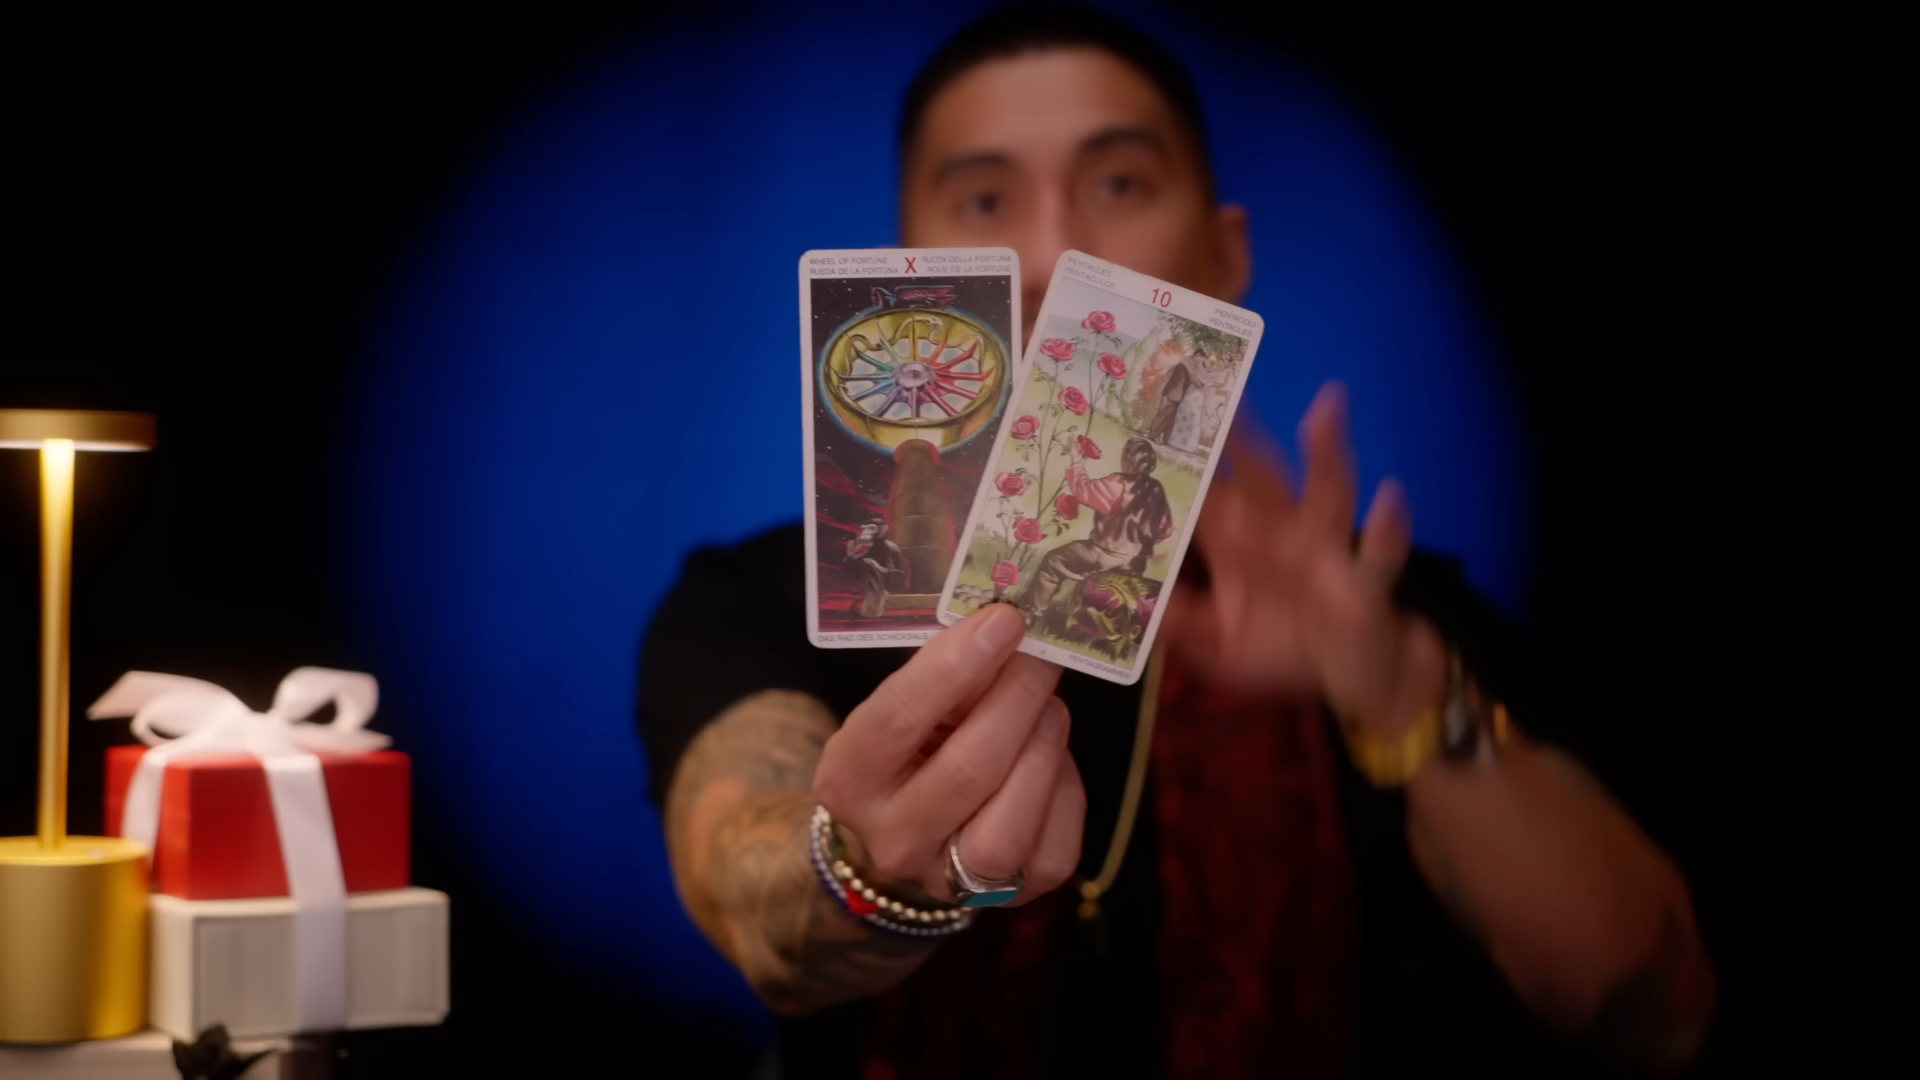 WHEEL OF FORTUNE
RUEDA DE LA FORTUNA
X
RUOTA DELLA FORTUNA
ROUE DE LA FORTUNE
DAS RAD DES SCHICKSALS
PENTACLES
PENTACULOS
10
PENTACOLI
PENTACLES